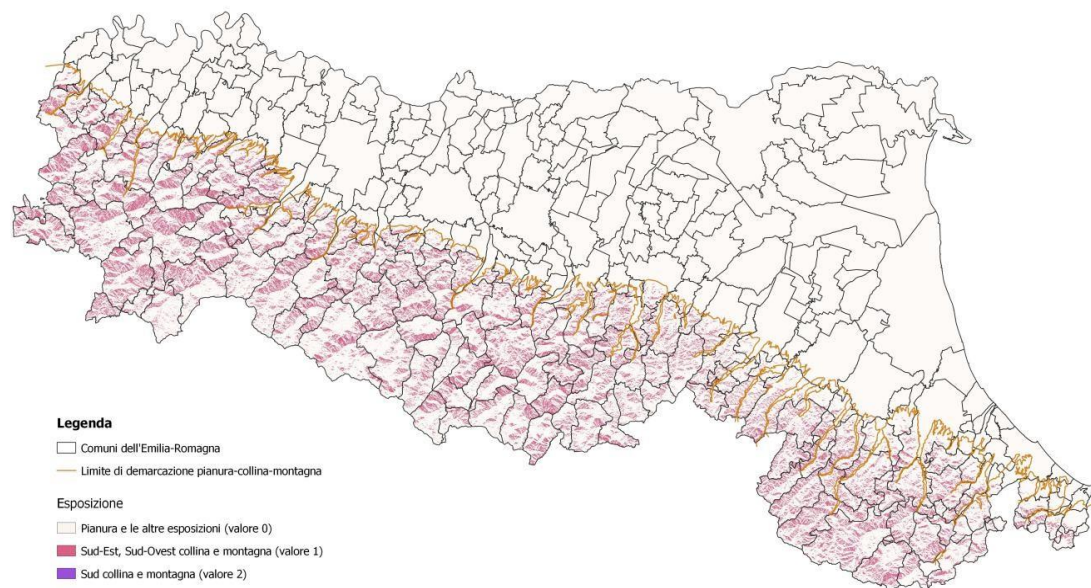 Legenda
Comuni dell'Emilia-Romagna
Limite di demarcazione pianura-collina-montagna
Esposizione
Pianura e le altre esposizioni (valore 0)
Sud-Est, Sud-Ovest collina e montagna (valore 1)
Sud collina e montagna (valore 2)